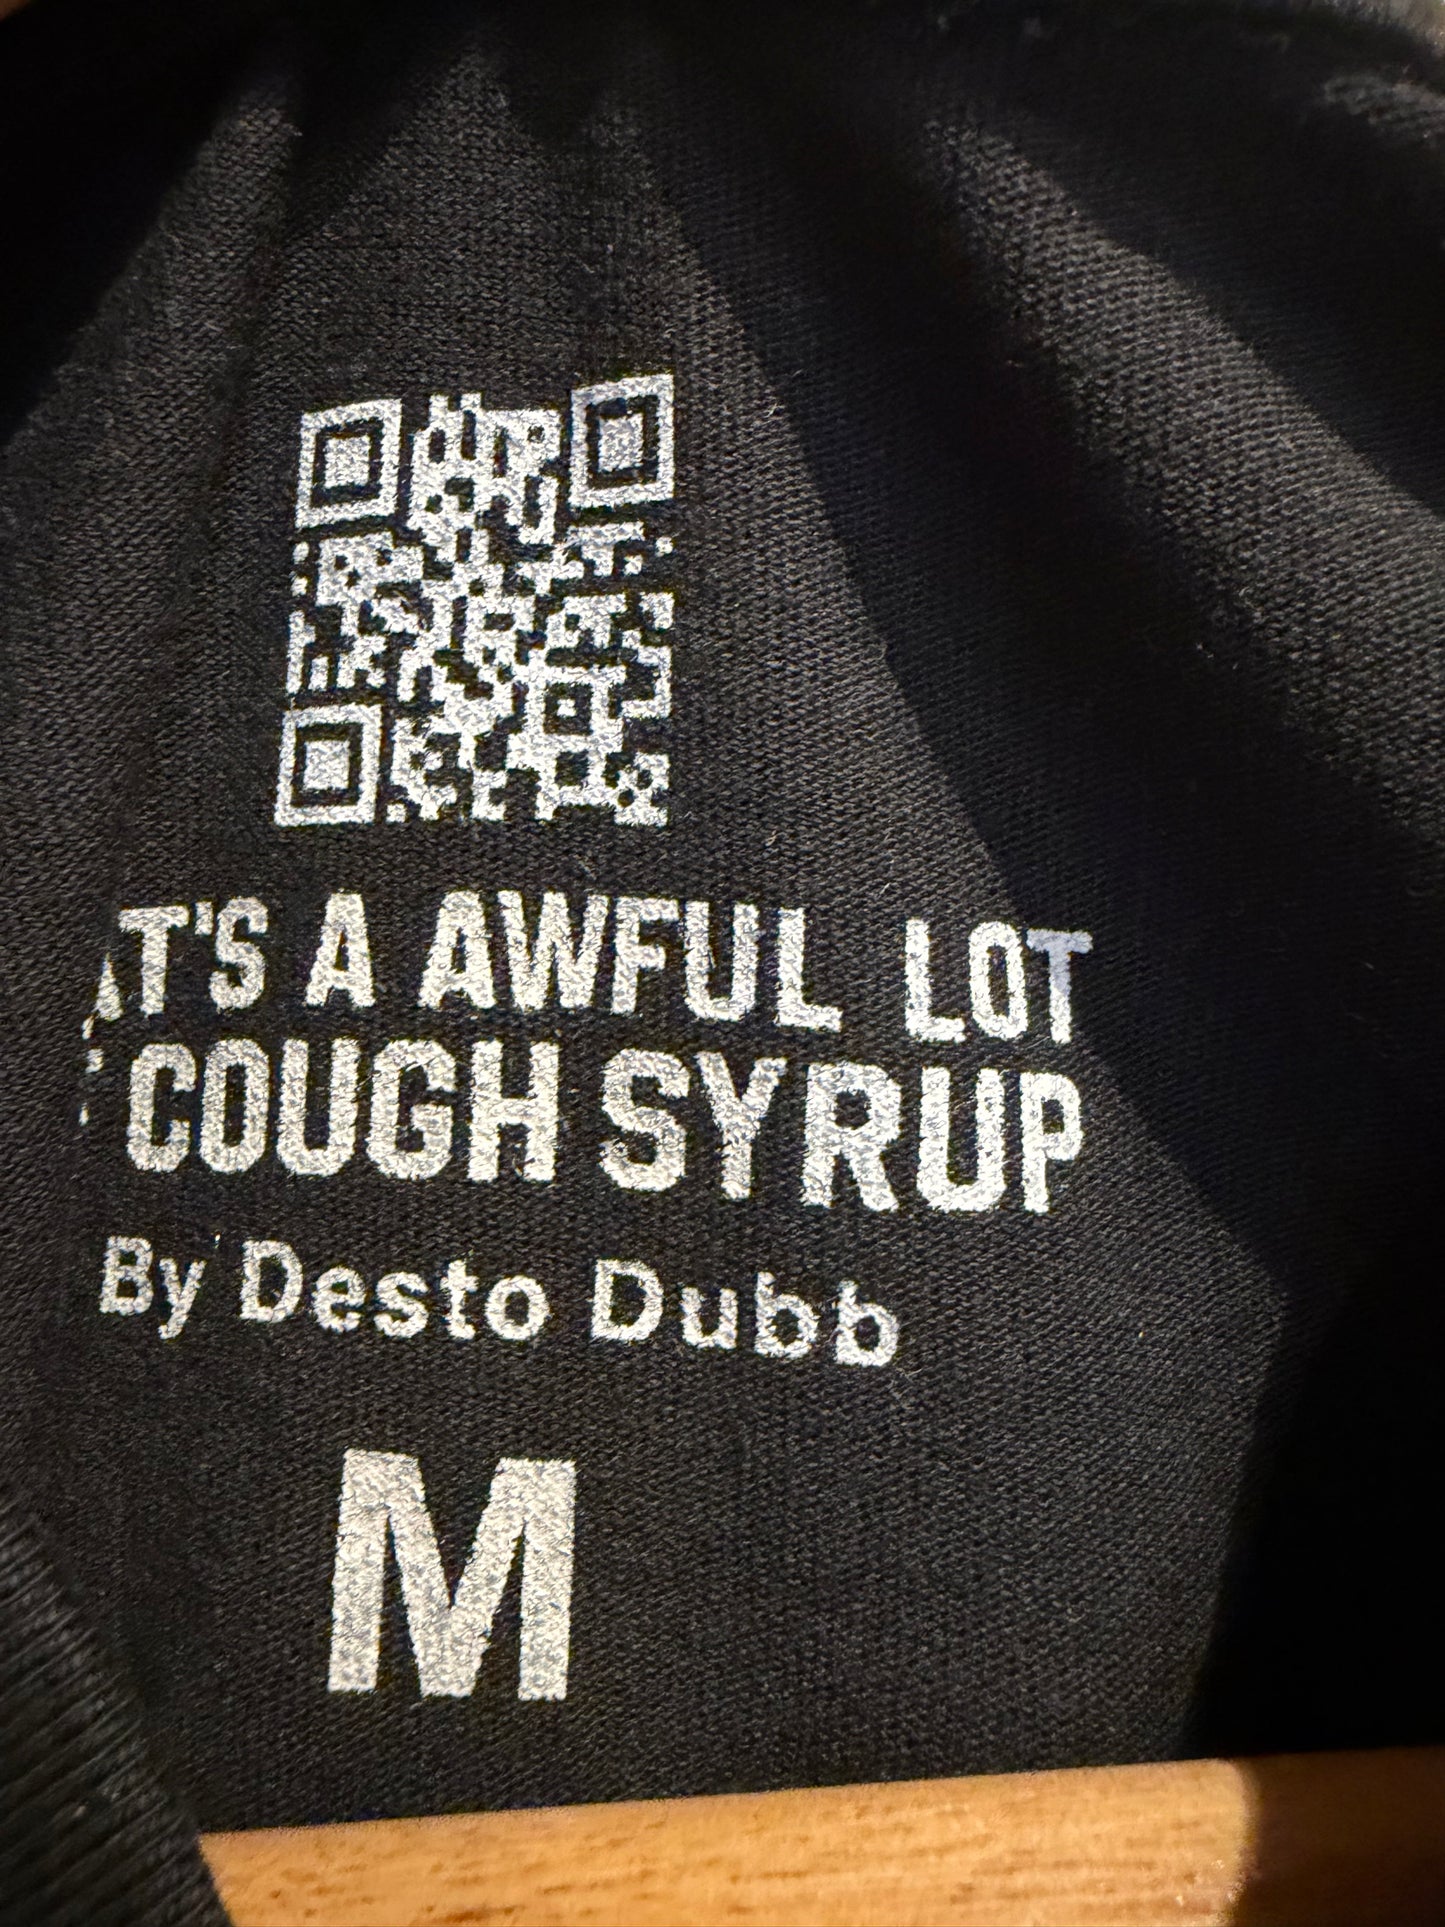 AT'S A AWFUL LOT
COUGH SYRUP
By Desto Dubb
M